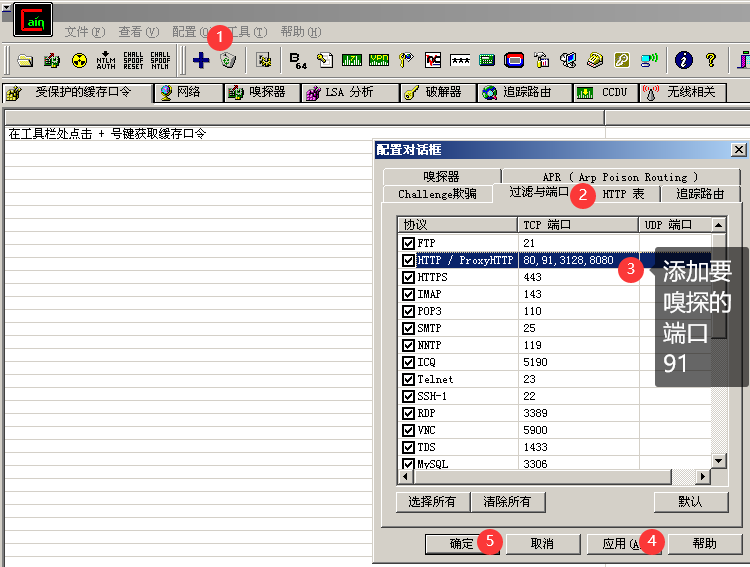 Cain
文件(F) 查看(V) 配置(O) 工具(T) 帮助(H)
1
NTLM AUTH
CHALL SPOOF RESET
CHALL SPOOF NTLM
B64
受保护的缓存口令 网络 嗅探器 LSA 分析 破解器 追踪路由 CCDU 无线相关
在工具栏处点击 + 号键获取缓存口令
配置对话框
嗅探器 APR ( Arp Poison Routing )
Challenge欺骗 过滤与端口 2 HTTP 表 追踪路由
协议 TCP 端口 UDP 端口
FTP 21
HTTP / ProxyHTTP 80,91,3128,8080
3
HTTPS 443
IMAP 143
POP3 110
SMTP 25
NNTP 119
ICQ 5190
Telnet 23
SSH-1 22
RDP 3389
VNC 5900
TDS 1433
MySQL 3306
添加要
嗅探的
端口
91
选择所有 清除所有 默认
确定 5 取消 应用(A) 4 帮助